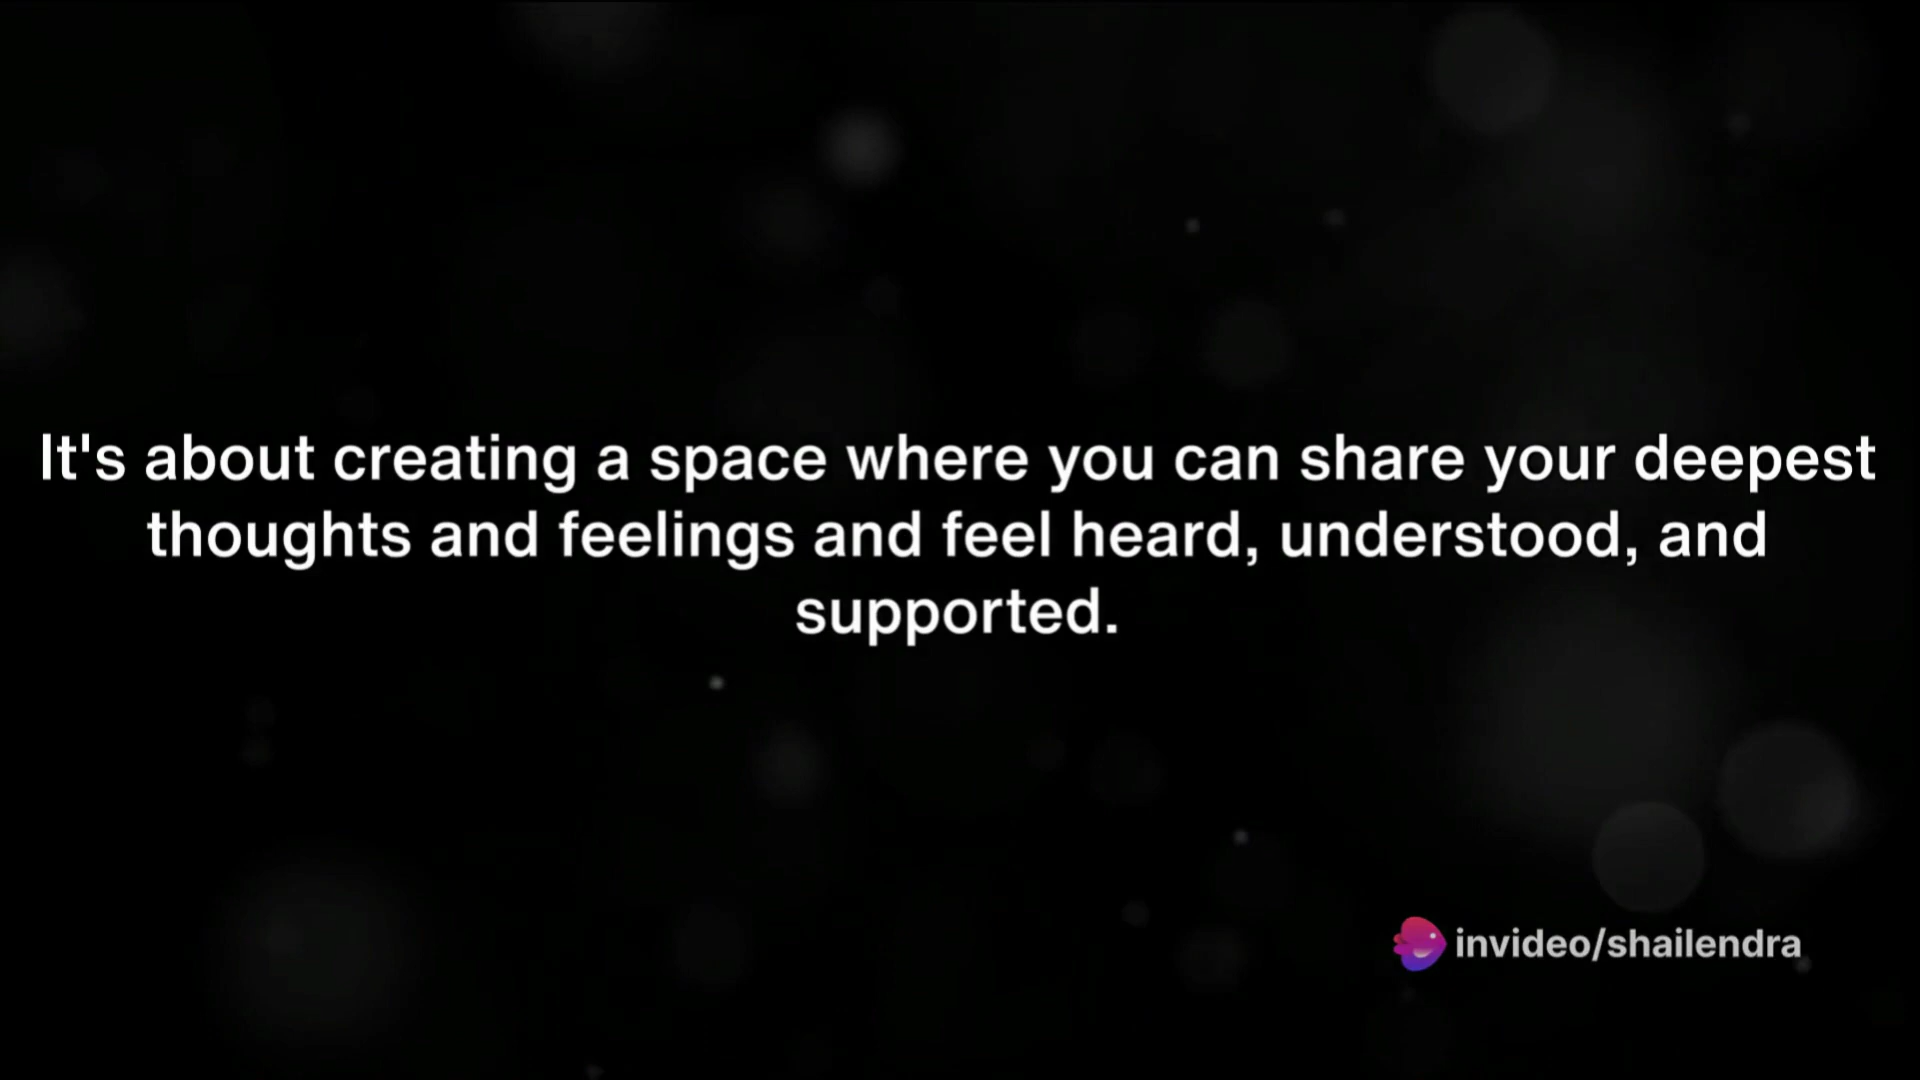 It's about creating a space where you can share your deepest
thoughts and feelings and feel heard, understood, and
supported.
invideo/shailendra